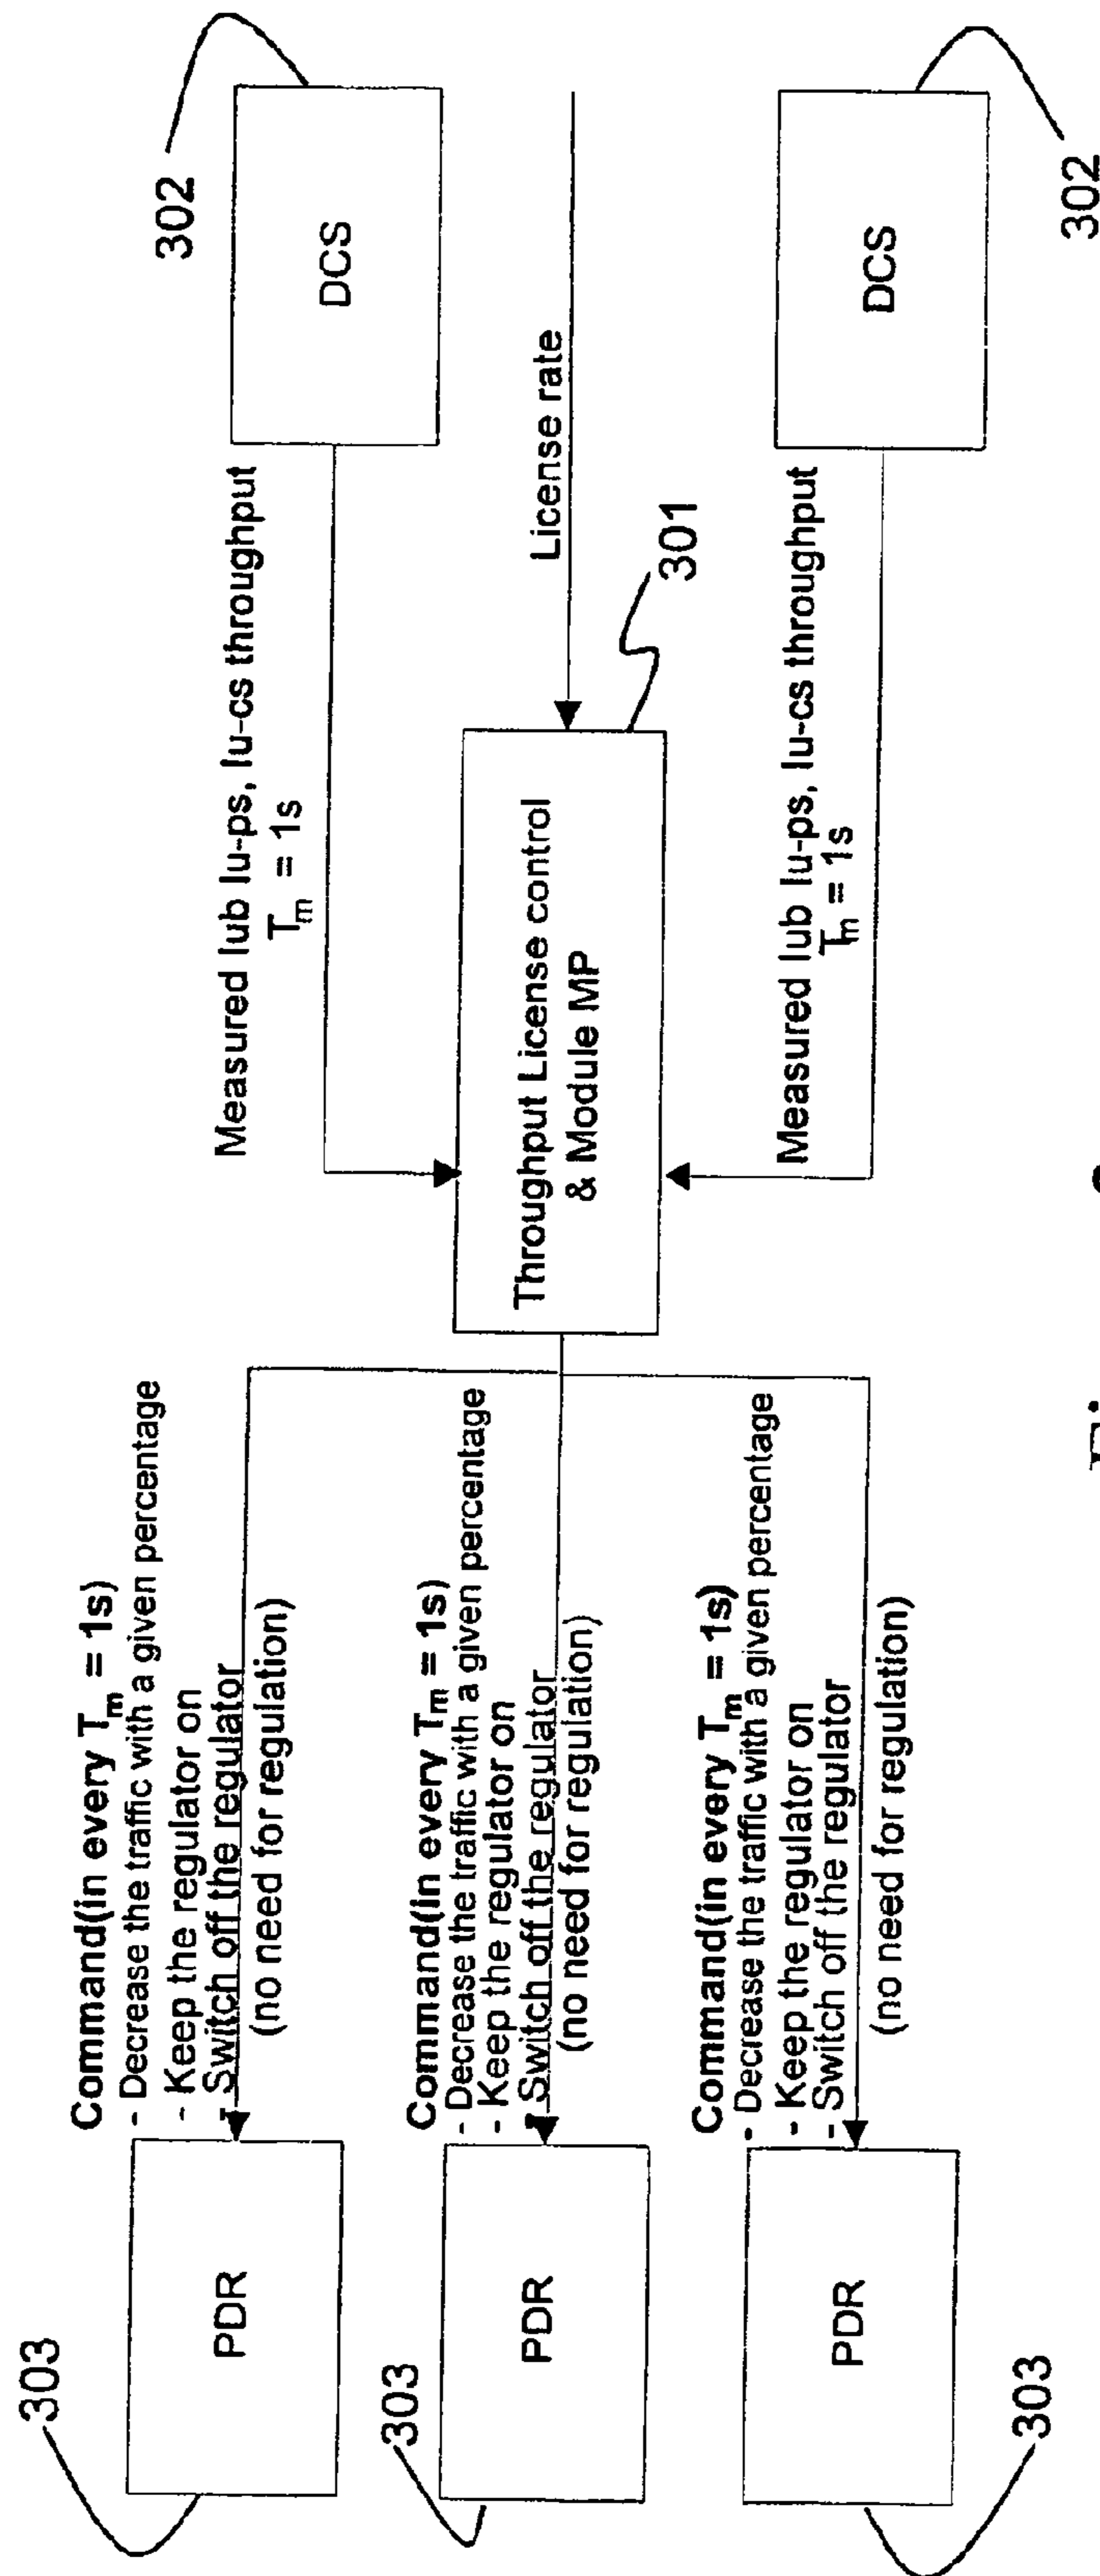 303
PDR
Command(in every Tm = 1s)
- Decrease the traffic with a given percentage
- Keep the regulator on
- Switch off the regulator
(no need for regulation)
303
PDR
Command(in every Tm = 1s)
- Decrease the traffic with a given percentage
- Keep the regulator on
- Switch off the regulator
(no need for regulation)
303
PDR
Command(in every Tm = 1s)
- Decrease the traffic with a given percentage
- Keep the regulator on
- Switch off the regulator
(no need for regulation)
Throughput License control
& Module MP
301
License rate
Measured Iub Iu-ps, Iu-cs throughput
Tm = 1s
302
DCS
Measured Iub Iu-ps, Iu-cs throughput
Tm = 1s
302
DCS